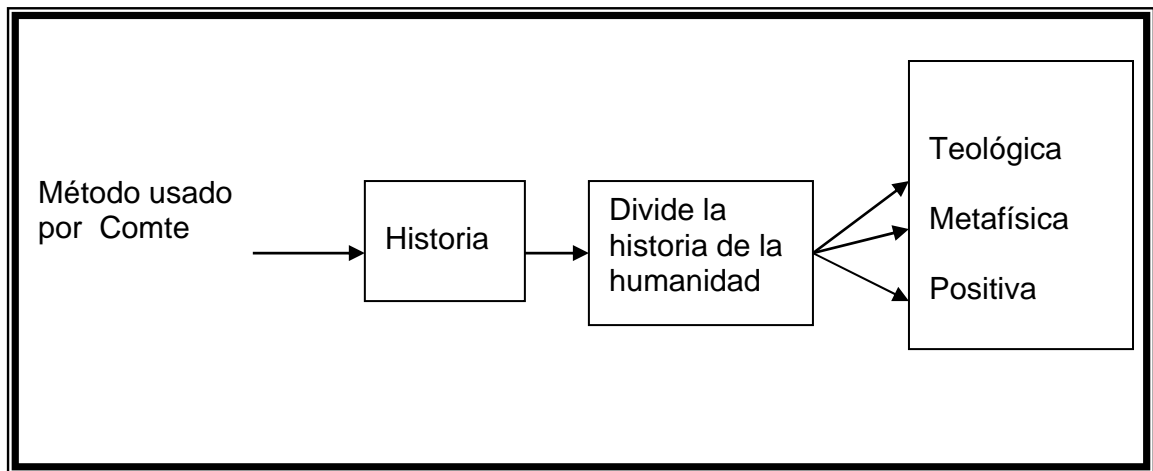 Método usado
por Comte
Historia
Divide la
historia de la
humanidad
Teológica
Metafísica
Positiva